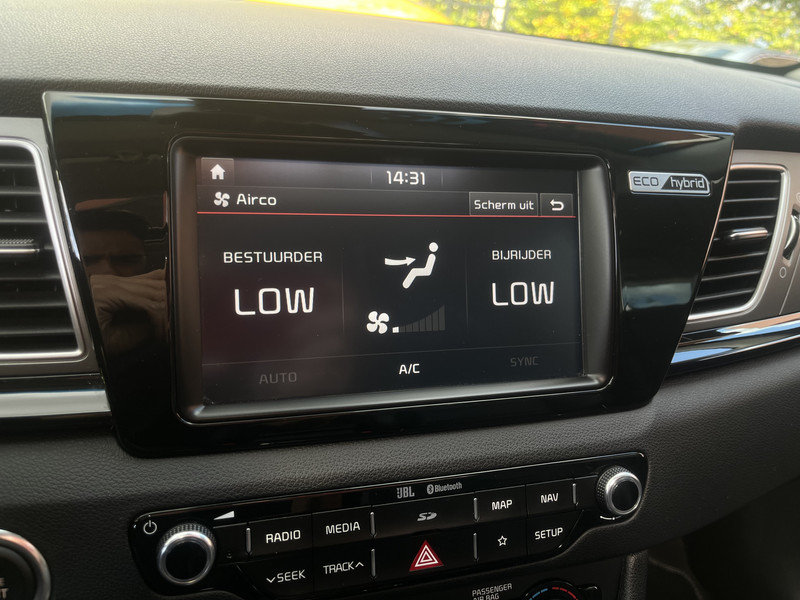 14:31
ECO hybrid
Airco
Scherm uit
BESTUURDER
BIJRIJDER
LOW
LOW
AUTO
A/C
SYNC
JBL Bluetooth
RADIO
MEDIA
SD
MAP
NAV
SEEK
TRACK
SETUP
PASSENGER
AIR BAG